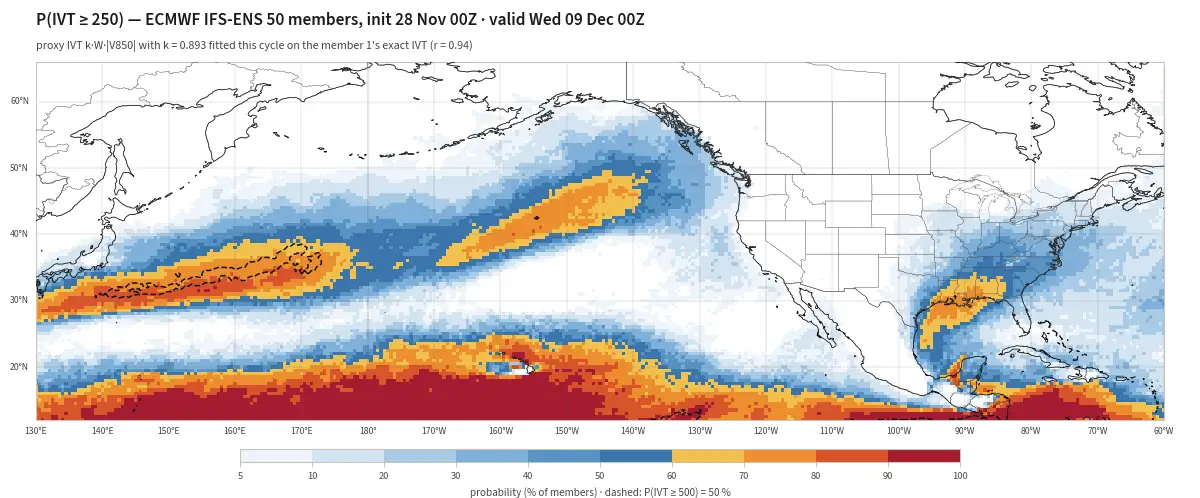 P(IVT ≥ 250) — ECMWF IFS-ENS 50 members, init 28 Nov 00Z · valid Wed 09 Dec 00Z
proxy IVT k·W·|V850| with k = 0.893 fitted this cycle on the member 1's exact IVT (r = 0.94)
60°N
50°N
40°N
30°N
20°N
130°E 140°E 150°E 160°E 170°E 180° 170°W 160°W 150°W 140°W 130°W 120°W 110°W 100°W 90°W 80°W 70°W 60°W
5 10 20 30 40 50 60 70 80 90 100
probability (% of members) · dashed: P(IVT ≥ 500) = 50 %